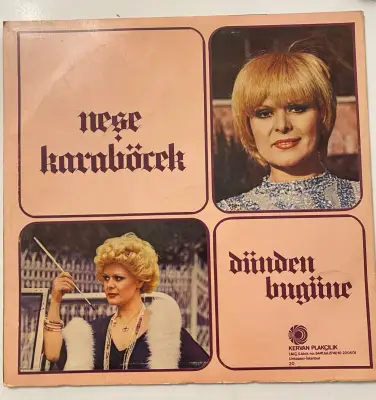 neşe
karaböcek
dünden
bugüne
KERVAN PLAKÇILIK